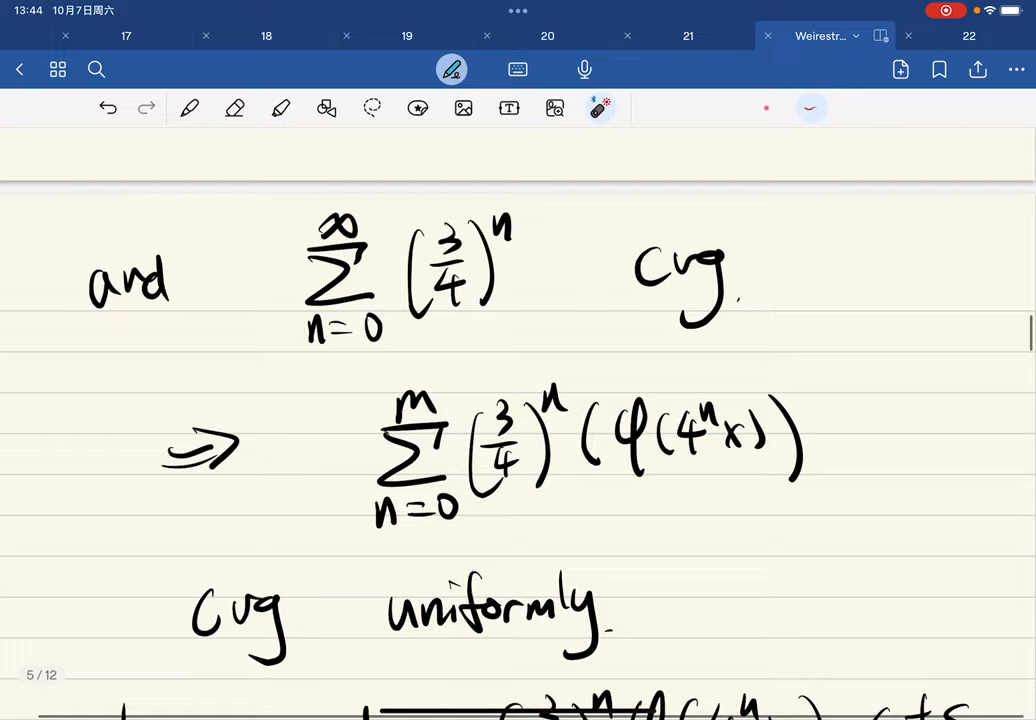 13:44 10月7日周六
17 18 19 20 21 Weirestr... 22
and ∞ ∑ n=0 (3/4)^n cvg.
⇒ m ∑ n=0 (3/4)^n (φ(4^n x))
cvg uniformly.
5 / 12